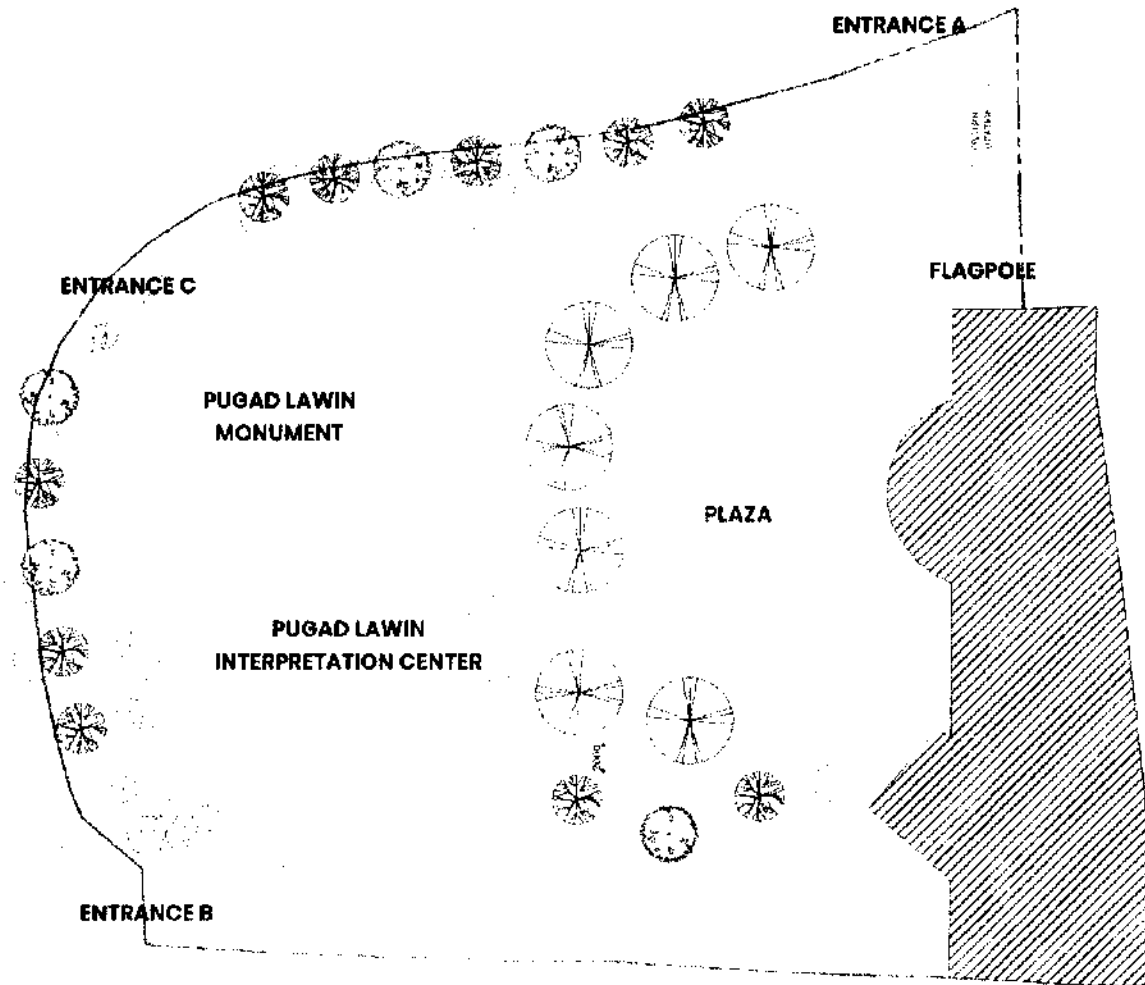 ENTRANCE A
FLAGPOLE
ENTRANCE C
PUGAD LAWIN
MONUMENT
PLAZA
PUGAD LAWIN
INTERPRETATION CENTER
ENTRANCE B